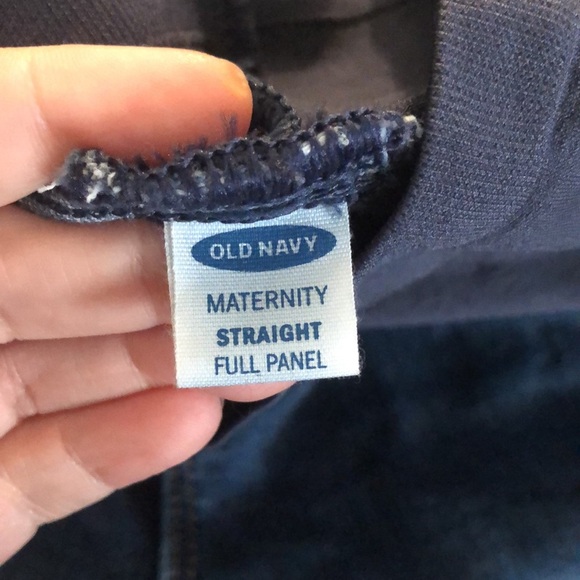 OLD NAVY
MATERNITY
STRAIGHT
FULL PANEL